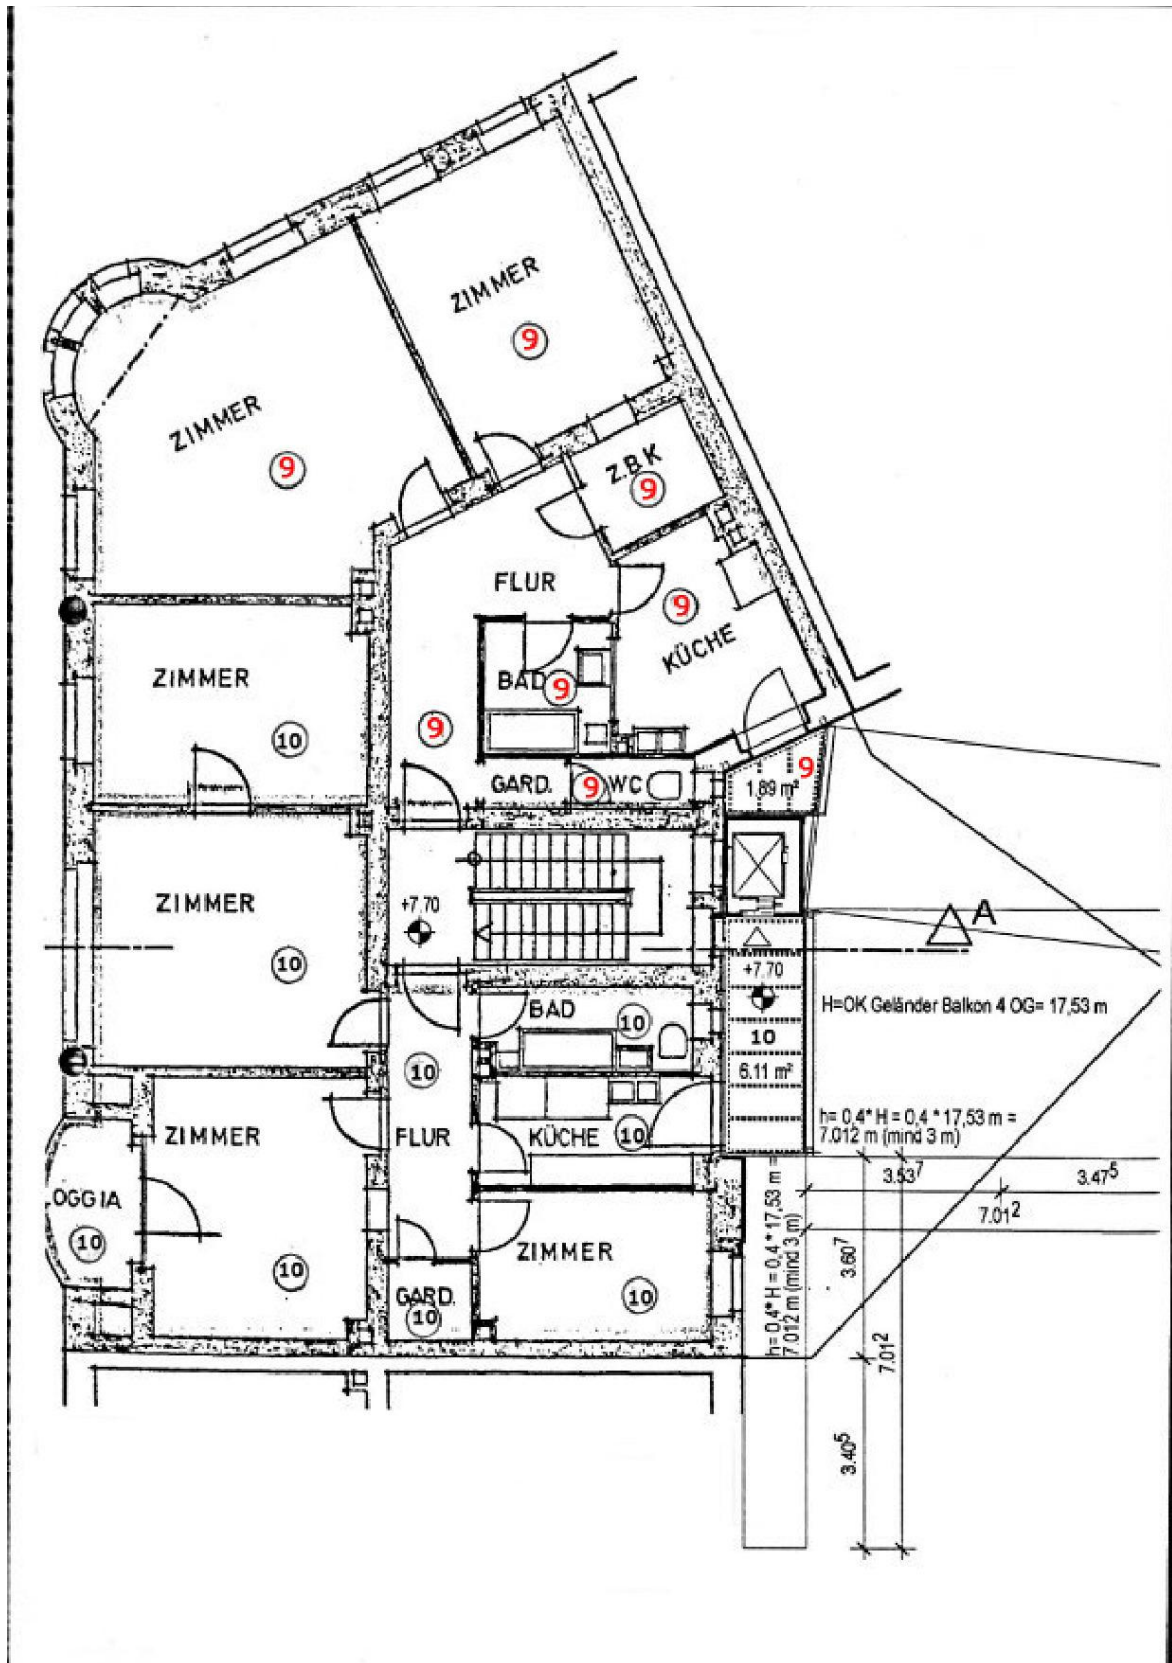 ZIMMER
9
ZIMMER
9
Z.B.K
9
FLUR
9
KÜCHE
ZIMMER
10
BAD
9
9
GARD.
9
WC
9
1.89 m²
ZIMMER
10
+7.70
A
+7.70
10
6.11 m²
H=OK Geländer Balkon 4 OG= 17,53 m
BAD
10
10
FLUR
KÜCHE
10
h= 0,4* H = 0,4 * 17,53 m =
7.012 m (mind 3 m)
ZIMMER
10
OGGIA
10
ZIMMER
10
GARD.
10
h= 0,4* H = 0,4 * 17,53 m =
7.012 m (mind 3 m)
3.53⁷
3.47⁵
7.01²
3.60⁷
7.01²
3.40⁵